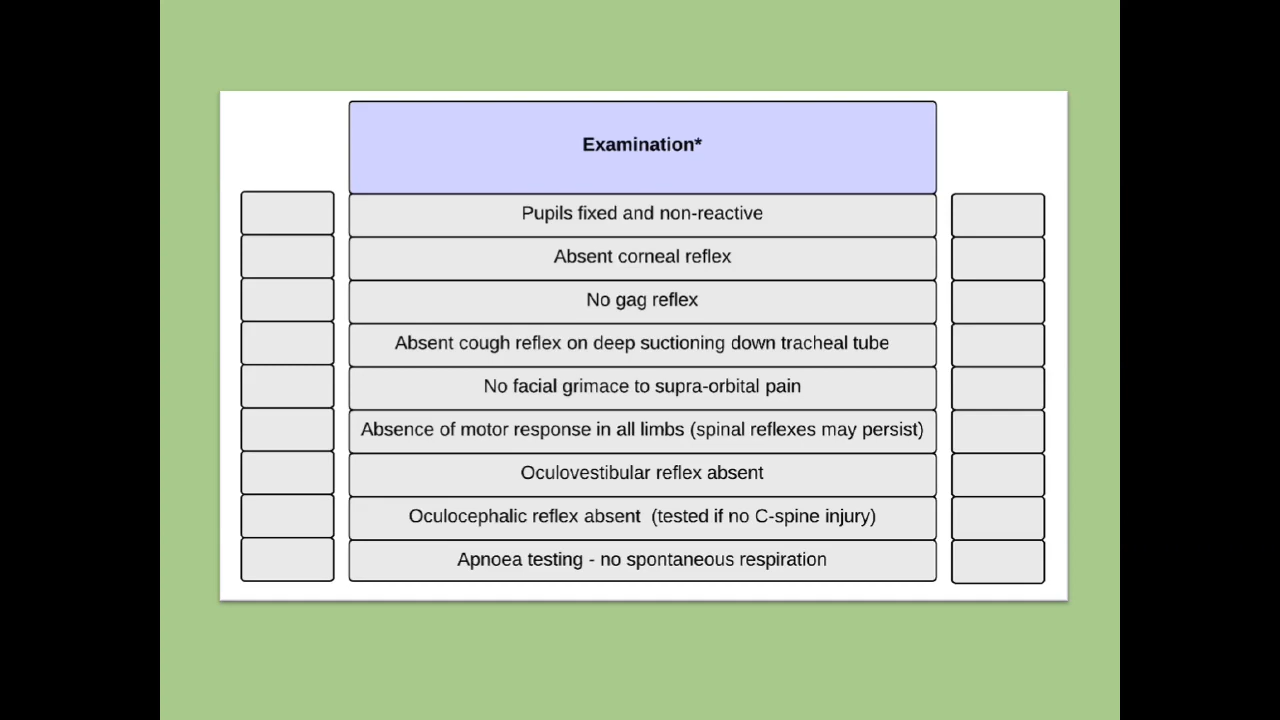 Examination*
Pupils fixed and non-reactive
Absent corneal reflex
No gag reflex
Absent cough reflex on deep suctioning down tracheal tube
No facial grimace to supra-orbital pain
Absence of motor response in all limbs (spinal reflexes may persist)
Oculovestibular reflex absent
Oculocephalic reflex absent (tested if no C-spine injury)
Apnoea testing - no spontaneous respiration